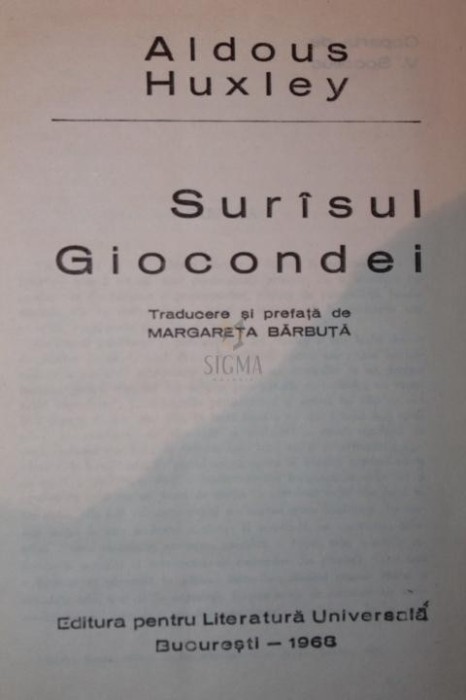 Aldous
Huxley
Surîsul
Giocondei
Traducere și prefață de
MARGARETA BĂRBUȚĂ
SIGMA
Editura pentru Literatură Universală
București — 1968